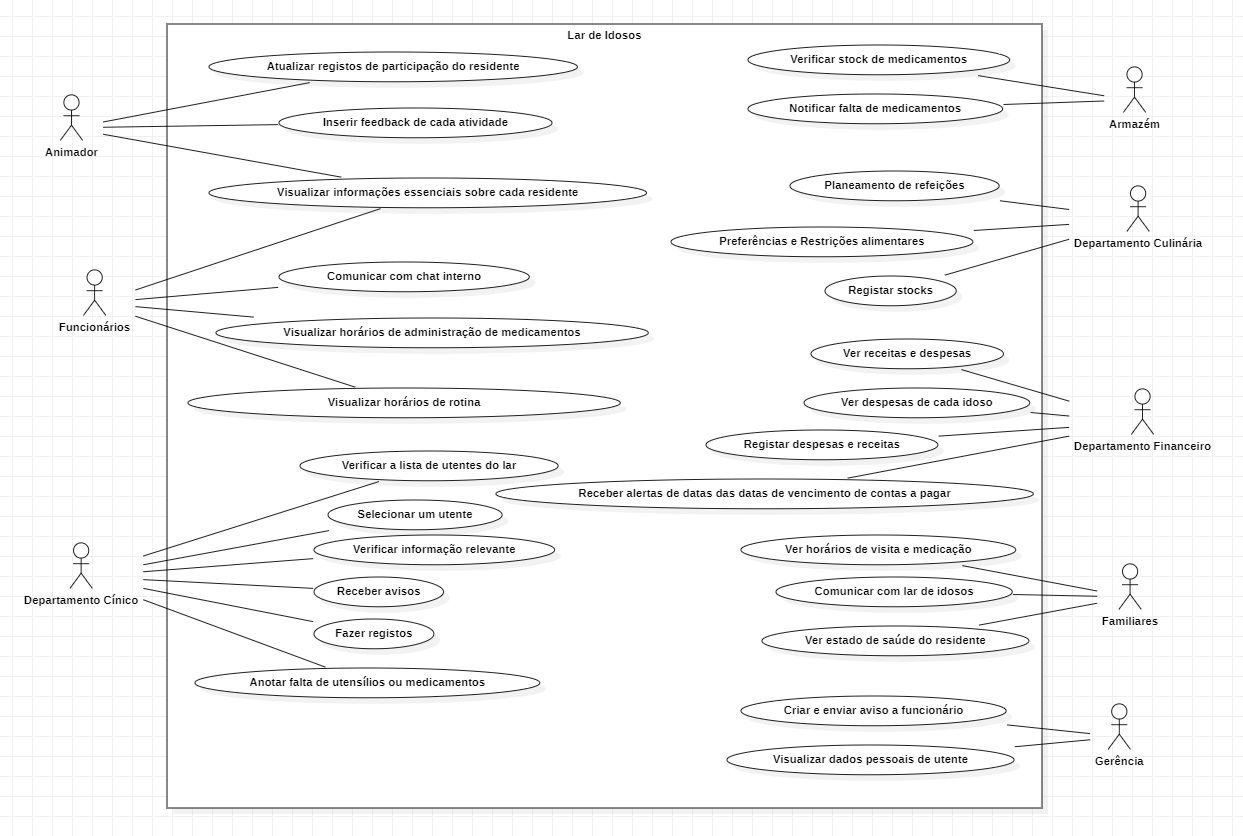 Lar de Idosos
Atualizar registos de participação do residente
Inserir feedback de cada atividade
Animador
Visualizar informações essenciais sobre cada residente
Comunicar com chat interno
Funcionários
Visualizar horários de administração de medicamentos
Visualizar horários de rotina
Verificar a lista de utentes do lar
Selecionar um utente
Verificar informação relevante
Receber avisos
Departamento Cínico
Fazer registos
Anotar falta de utensílios ou medicamentos
Verificar stock de medicamentos
Notificar falta de medicamentos
Armazém
Planeamento de refeições
Preferências e Restrições alimentares
Departamento Culinária
Registar stocks
Ver receitas e despesas
Ver despesas de cada idoso
Registar despesas e receitas
Departamento Financeiro
Receber alertas de datas das datas de vencimento de contas a pagar
Ver horários de visita e medicação
Comunicar com lar de idosos
Familiares
Ver estado de saúde do residente
Criar e enviar aviso a funcionário
Visualizar dados pessoais de utente
Gerência